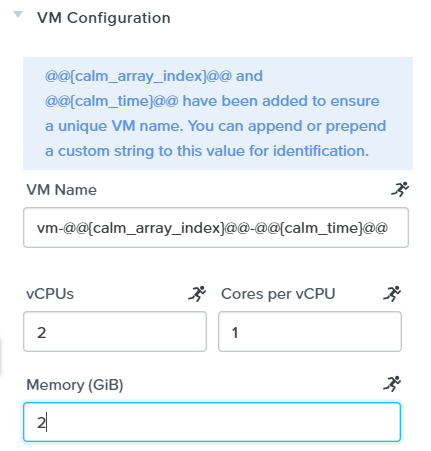 VM Configuration
@@{calm_array_index}@@ and
@@{calm_time}@@ have been added to ensure
a unique VM name. You can append or prepend
a custom string to this value for identification.
VM Name
vm-@@{calm_array_index}@@-@@{calm_time}@@
vCPUs
Cores per vCPU
2
1
Memory (GiB)
2